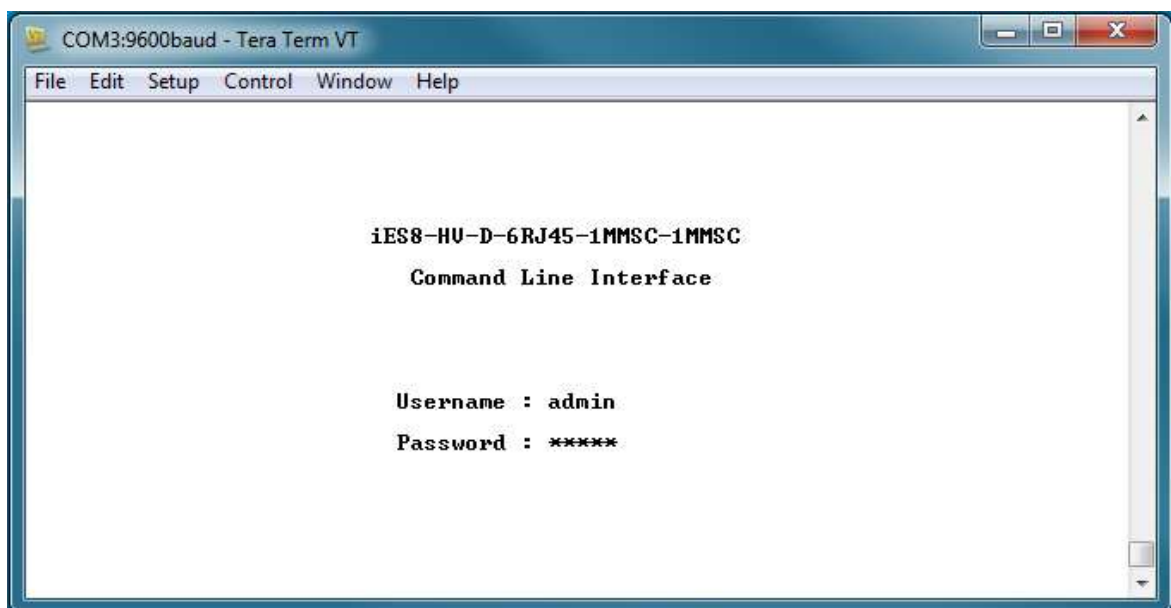 COM3:9600baud - Tera Term VT
File Edit Setup Control Window Help
iES8-HV-D-6RJ45-1MMSC-1MMSC
Command Line Interface
Username : admin
Password : *****